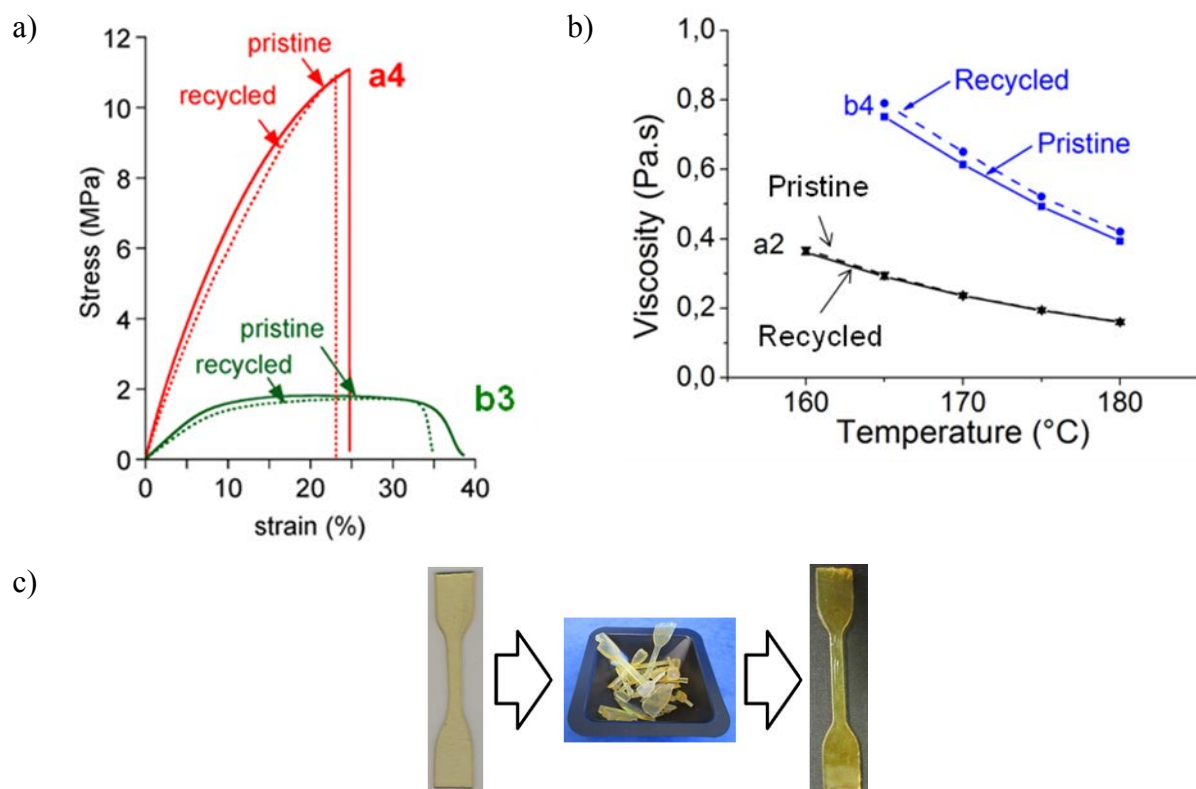 a)
12
10
8
6
4
2
0
Stress (MPa)
pristine
recycled
a4
pristine
recycled
b3
0 10 20 30 40
strain (%)
b)
1,0
0,8
0,6
0,4
0,2
0,0
Viscosity (Pa.s)
b4
Recycled
Pristine
Pristine
a2
Recycled
160 170 180
Temperature (°C)
c)